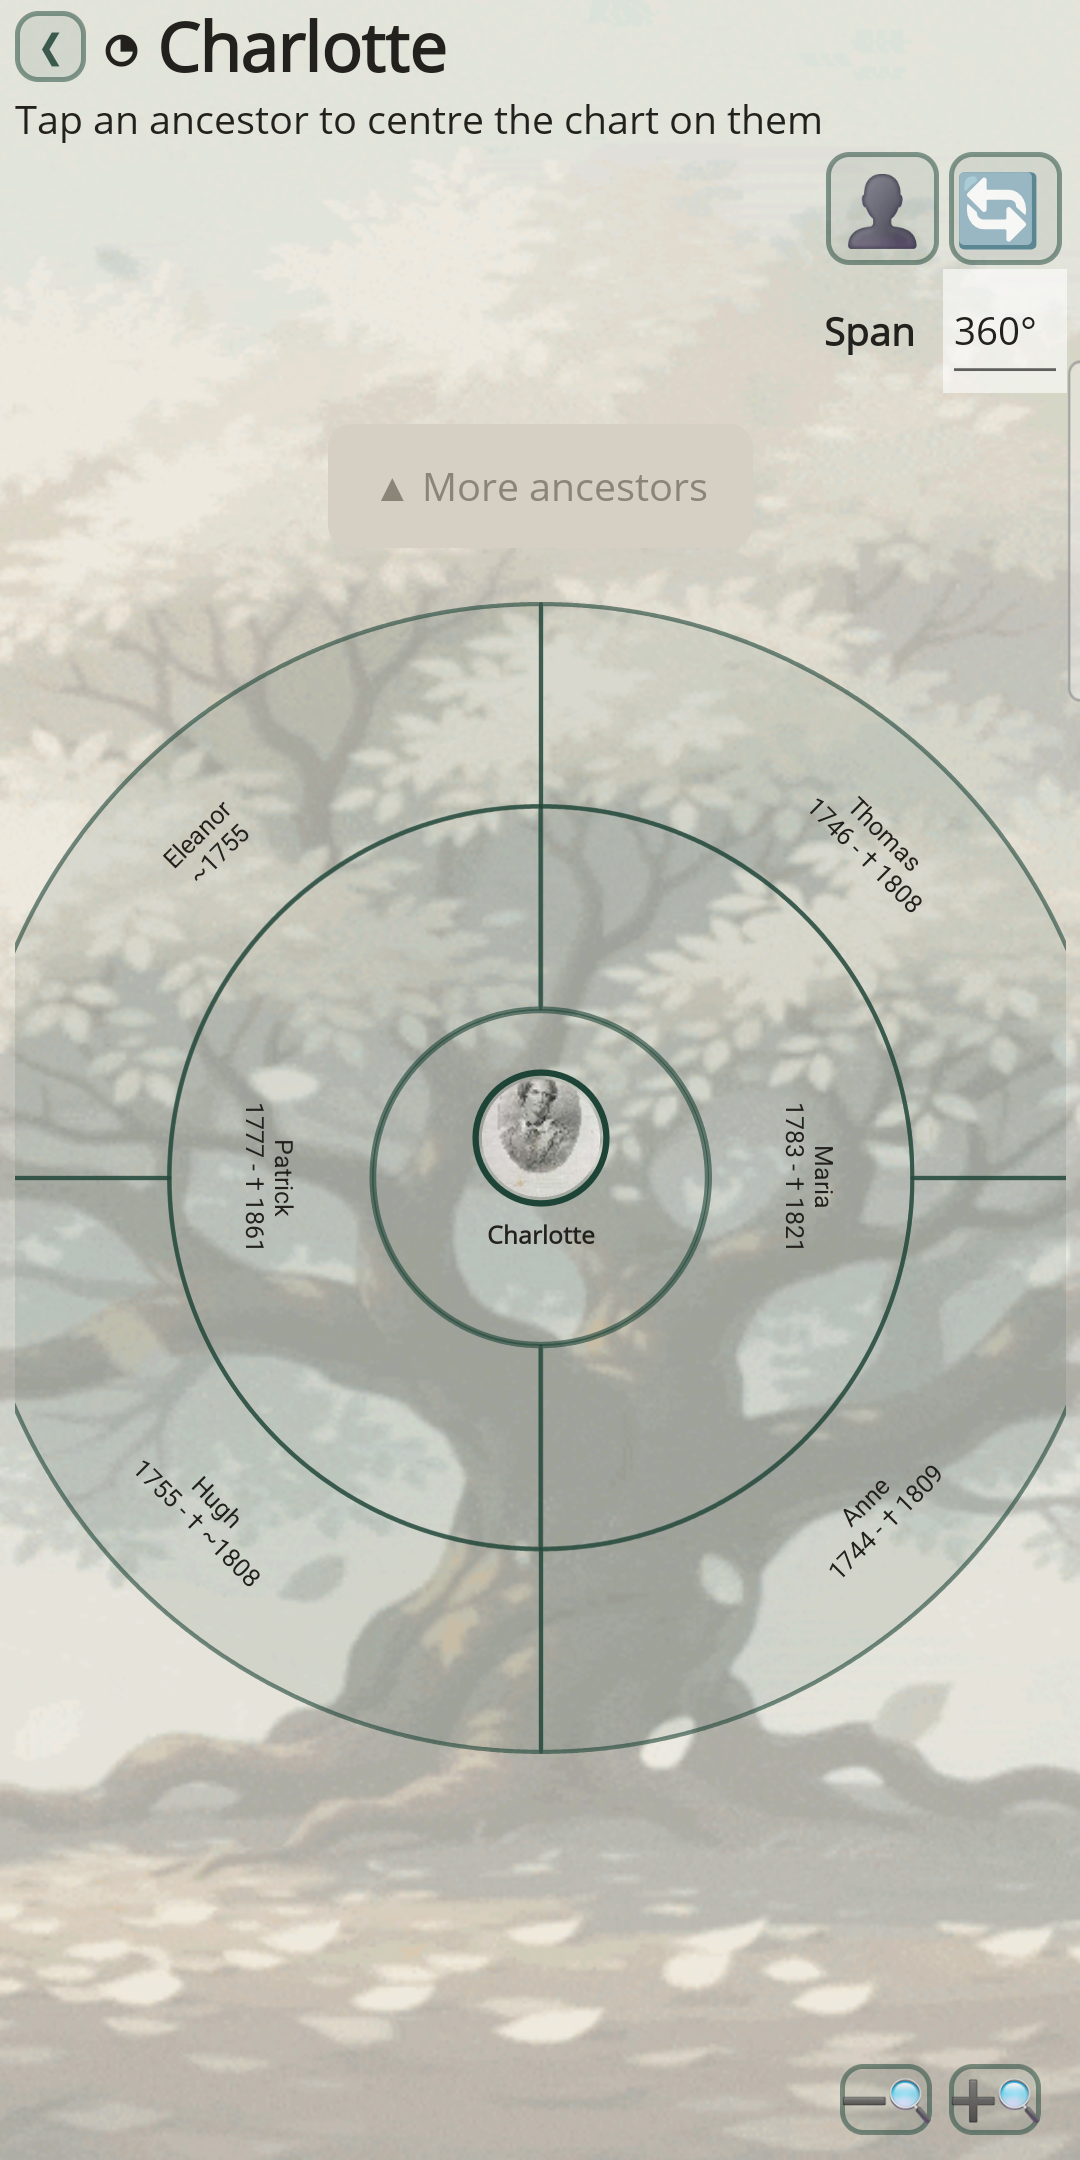 Charlotte
Tap an ancestor to centre the chart on them
Span 360°
▲ More ancestors
Eleanor
~1755
Thomas
1746 - † 1808
Patrick
1777 - † 1861
Charlotte
Maria
1783 - † 1821
Hugh
1755 - † ~1808
Anne
1744 - † 1809